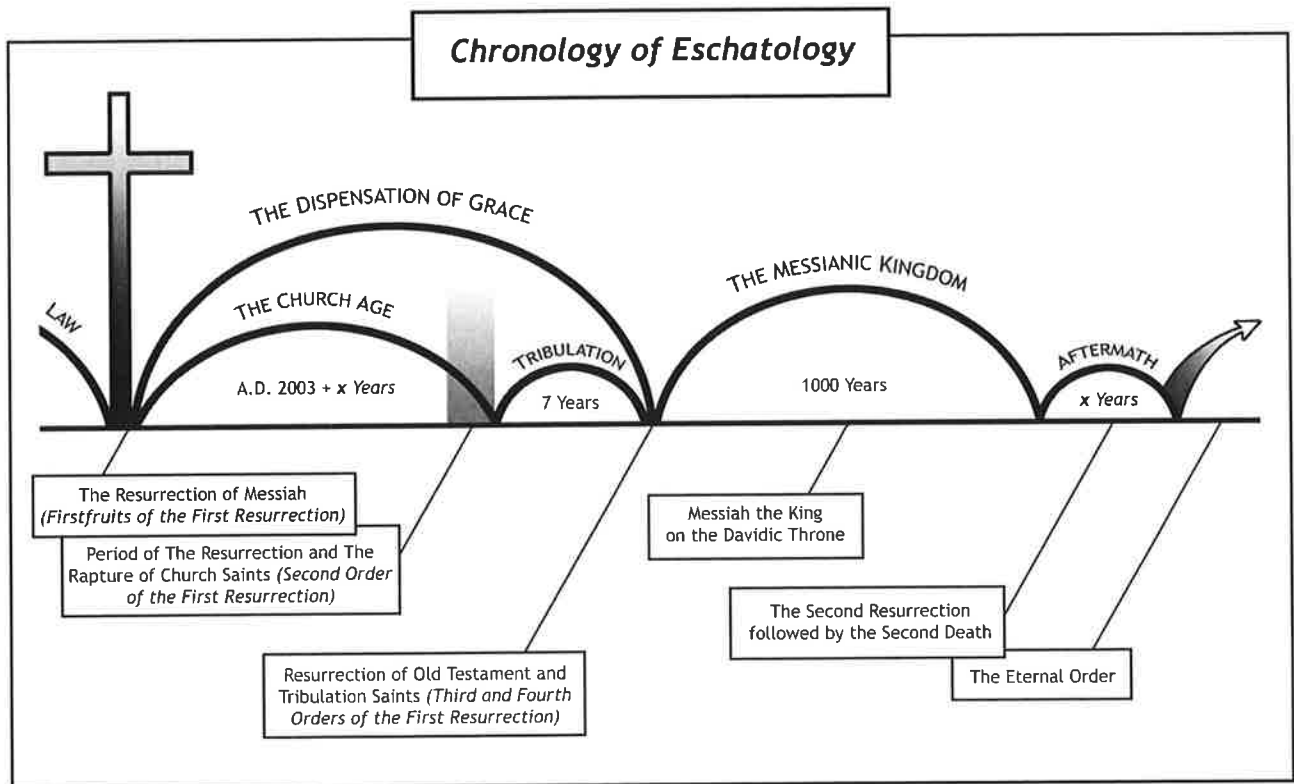 Chronology of Eschatology
LAW
THE DISPENSATION OF GRACE
THE CHURCH AGE
A.D. 2003 + x Years
TRIBULATION
7 Years
THE MESSIANIC KINGDOM
1000 Years
AFTERMATH
x Years
The Resurrection of Messiah
(Firstfruits of the First Resurrection)
Period of The Resurrection and The
Rapture of Church Saints (Second Order
of the First Resurrection)
Resurrection of Old Testament and
Tribulation Saints (Third and Fourth
Orders of the First Resurrection)
Messiah the King
on the Davidic Throne
The Second Resurrection
followed by the Second Death
The Eternal Order